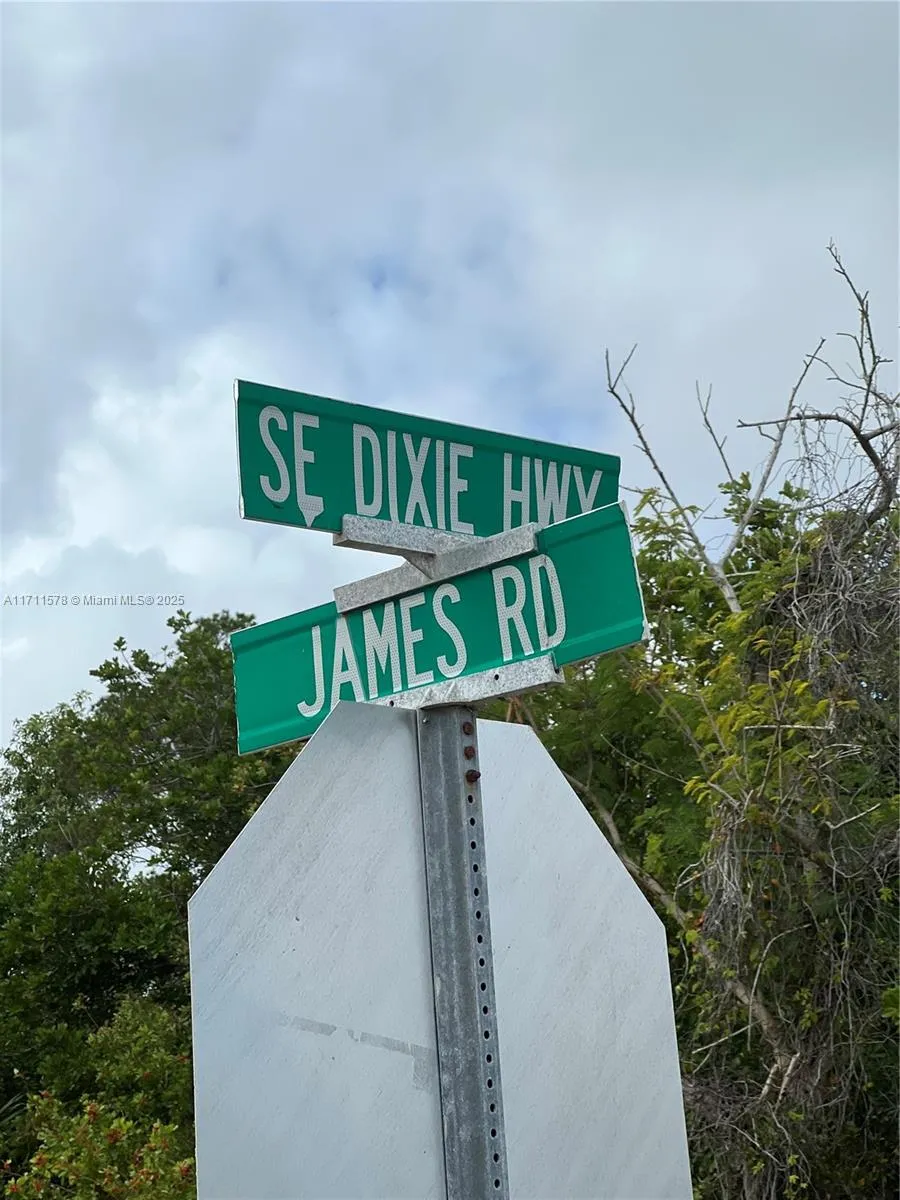 SE DIXIE HWY
JAMES RD
A11711578 © Miami MLS® 2025